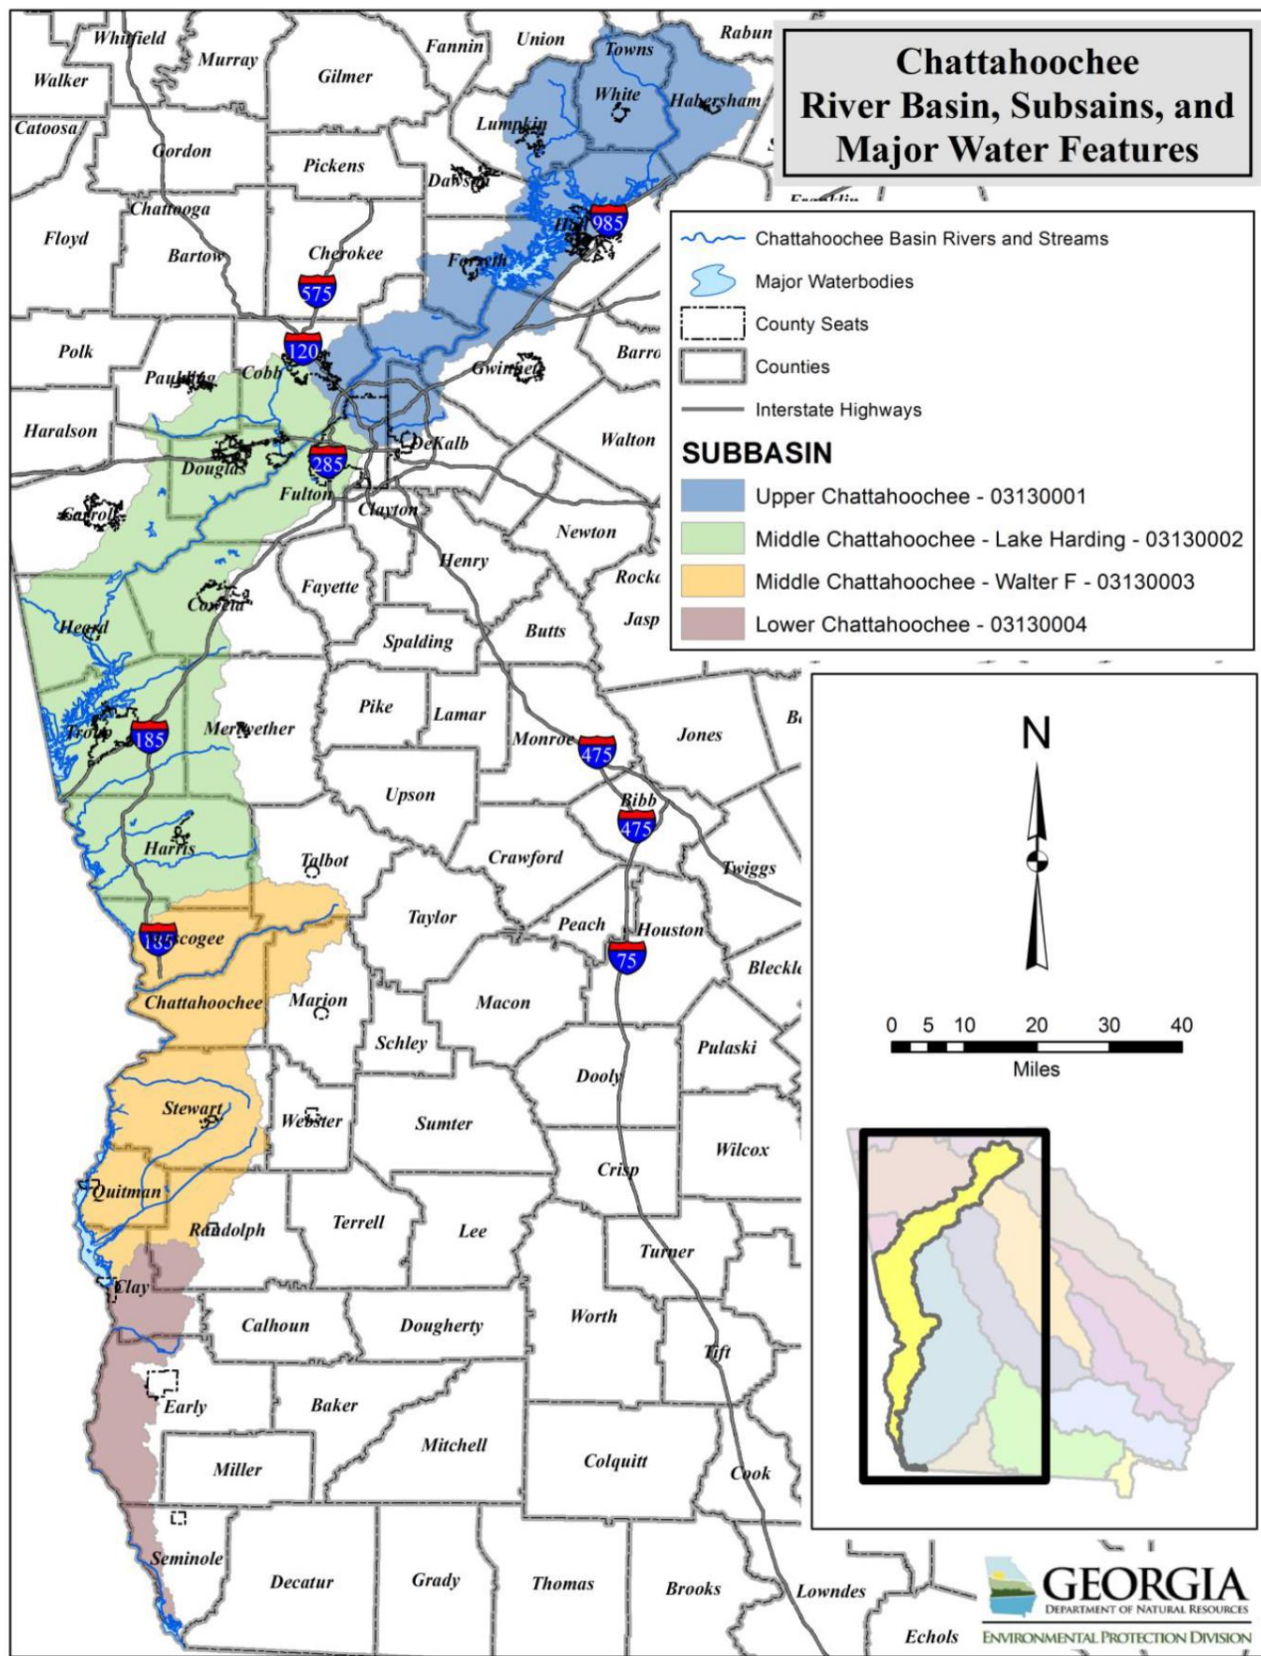 Chattahoochee
River Basin, Subsains, and
Major Water Features
Chattahoochee Basin Rivers and Streams
Major Waterbodies
County Seats
Counties
Interstate Highways
SUBBASIN
Upper Chattahoochee - 03130001
Middle Chattahoochee - Lake Harding - 03130002
Middle Chattahoochee - Walter F - 03130003
Lower Chattahoochee - 03130004
N
0 5 10 20 30 40
Miles
GEORGIA
DEPARTMENT OF NATURAL RESOURCES
ENVIRONMENTAL PROTECTION DIVISION
Whitfield
Murray
Fannin
Union
Towns
Rabun
Walker
Gilmer
White
Habersham
Catoosa
Lumpkin
Gordon
Pickens
Dawson
Chattooga
Franklin
Floyd
Bartow
Cherokee
Hall
985
Forsyth
575
Polk
120
Cobb
Paulding
Gwinnett
Barro
Haralson
Douglas
285
DeKalb
Walton
Fulton
Carroll
Clayton
Newton
Henry
Fayette
Rocka
Coweta
Heard
Spalding
Butts
Jasp
Troup
185
Meriwether
Pike
Lamar
Monroe
475
Jones
Upson
Bibb
475
Harris
Talbot
Crawford
Twiggs
Taylor
Peach
Houston
185
Muscogee
75
Bleckle
Chattahoochee
Marion
Macon
Schley
Pulaski
Dooly
Stewart
Webster
Sumter
Wilcox
Crisp
Quitman
Randolph
Terrell
Lee
Turner
Clay
Calhoun
Dougherty
Worth
Tift
Early
Baker
Mitchell
Colquitt
Cook
Miller
Seminole
Decatur
Grady
Thomas
Brooks
Lowndes
Echols